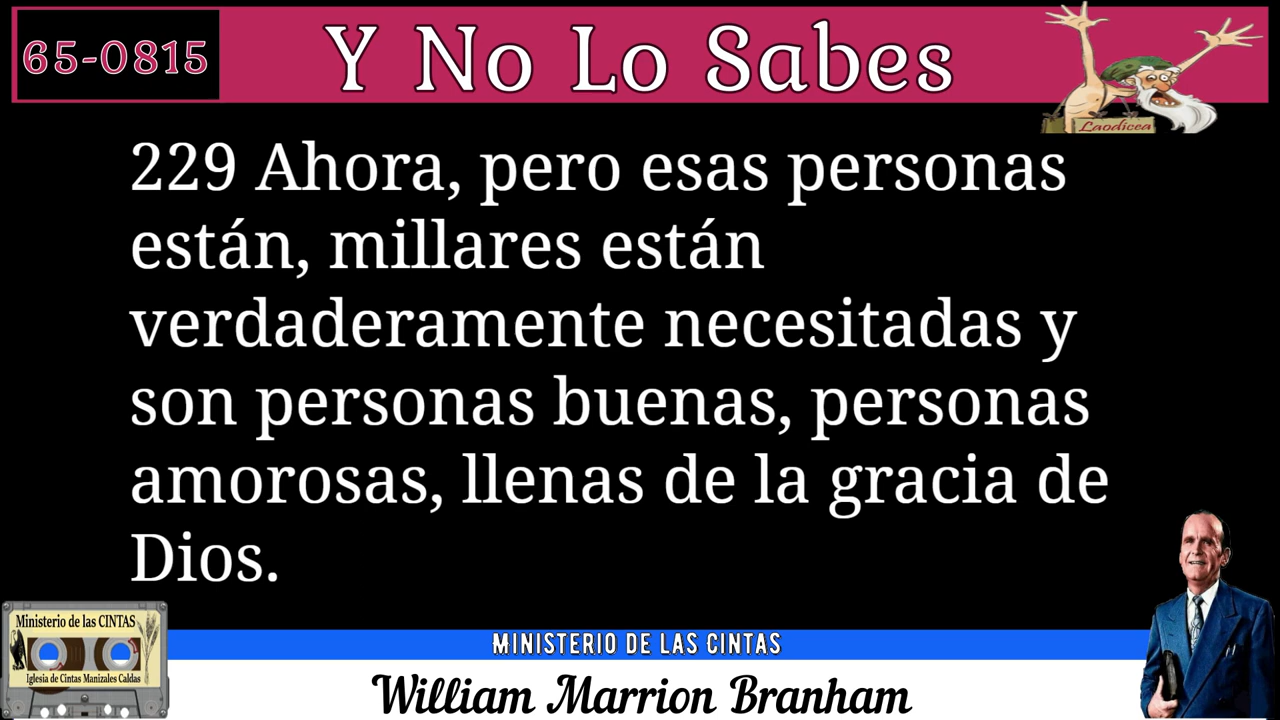 65-0815
Y No Lo Sabes
Laodicea
229 Ahora, pero esas personas
están, millares están
verdaderamente necesitadas y
son personas buenas, personas
amorosas, llenas de la gracia de
Dios.
Ministerio de las CINTAS
Iglesia de Cintas Manizales Caldas
MINISTERIO DE LAS CINTAS
William Marrion Branham